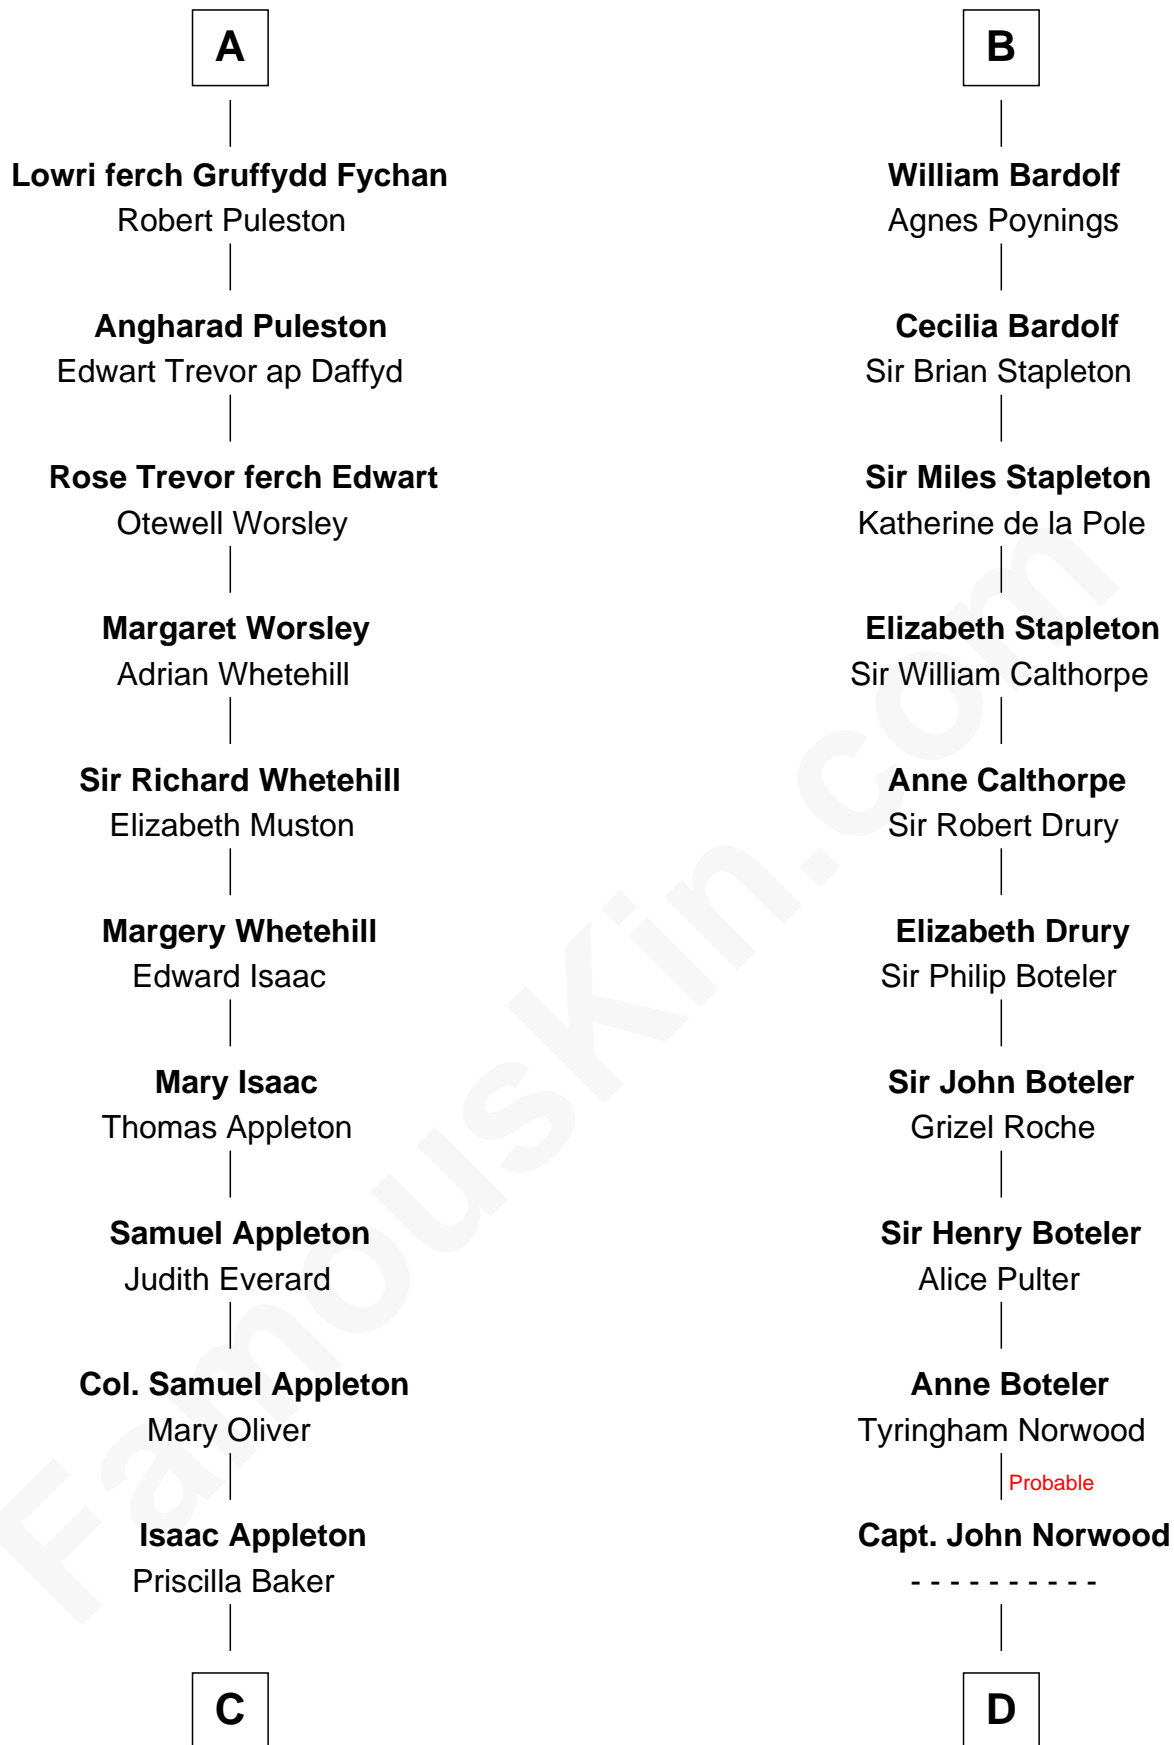 A
Lowri ferch Gruffydd Fychan
Robert Puleston
Angharad Puleston
Edwart Trevor ap Daffyd
Rose Trevor ferch Edwart
Otewell Worsley
Margaret Worsley
Adrian Whetehill
Sir Richard Whetehill
Elizabeth Muston
Margery Whetehill
Edward Isaac
Mary Isaac
Thomas Appleton
Samuel Appleton
Judith Everard
Col. Samuel Appleton
Mary Oliver
Isaac Appleton
Priscilla Baker
C
B
William Bardolf
Agnes Poynings
Cecilia Bardolf
Sir Brian Stapleton
Sir Miles Stapleton
Katherine de la Pole
Elizabeth Stapleton
Sir William Calthorpe
Anne Calthorpe
Sir Robert Drury
Elizabeth Drury
Sir Philip Boteler
Sir John Boteler
Grizel Roche
Sir Henry Boteler
Alice Pulter
Anne Boteler
Tyringham Norwood
Probable
Capt. John Norwood
- - - - - - - - - -
D
FamousKin.com